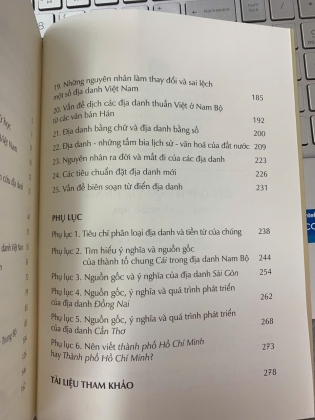 19. Những nguyên nhân làm thay đổi và sai lệch
một số địa danh Việt Nam 185
20. Vấn đề dịch các địa danh thuần Việt ở Nam Bộ
từ các văn bản Hán 192
21. Địa danh bằng chữ và địa danh bằng số 200
22. Địa danh - những tấm bia lịch sử - văn hoá của đất nước 209
23. Nguyên nhân ra đời và mất đi của các địa danh 223
24. Các tiêu chuẩn đặt địa danh mới 226
25. Vấn đề biên soạn từ điển địa danh 231
PHỤ LỤC
Phụ lục 1. Tiêu chí phân loại địa danh và tiền từ của chúng 238
Phụ lục 2. Tìm hiểu ý nghĩa và nguồn gốc
của thành tố chung Cái trong địa danh Nam Bộ 244
Phụ lục 3. Nguồn gốc và ý nghĩa của địa danh Sài Gòn 254
Phụ lục 4. Nguồn gốc, ý nghĩa và quá trình phát triển
của địa danh Đồng Nai 262
Phụ lục 5. Nguồn gốc, ý nghĩa và quá trình phát triển
của địa danh Cần Thơ 268
Phụ lục 6. Nên viết thành phố Hồ Chí Minh
hay Thành phố Hồ Chí Minh? 273
TÀI LIỆU THAM KHẢO 278